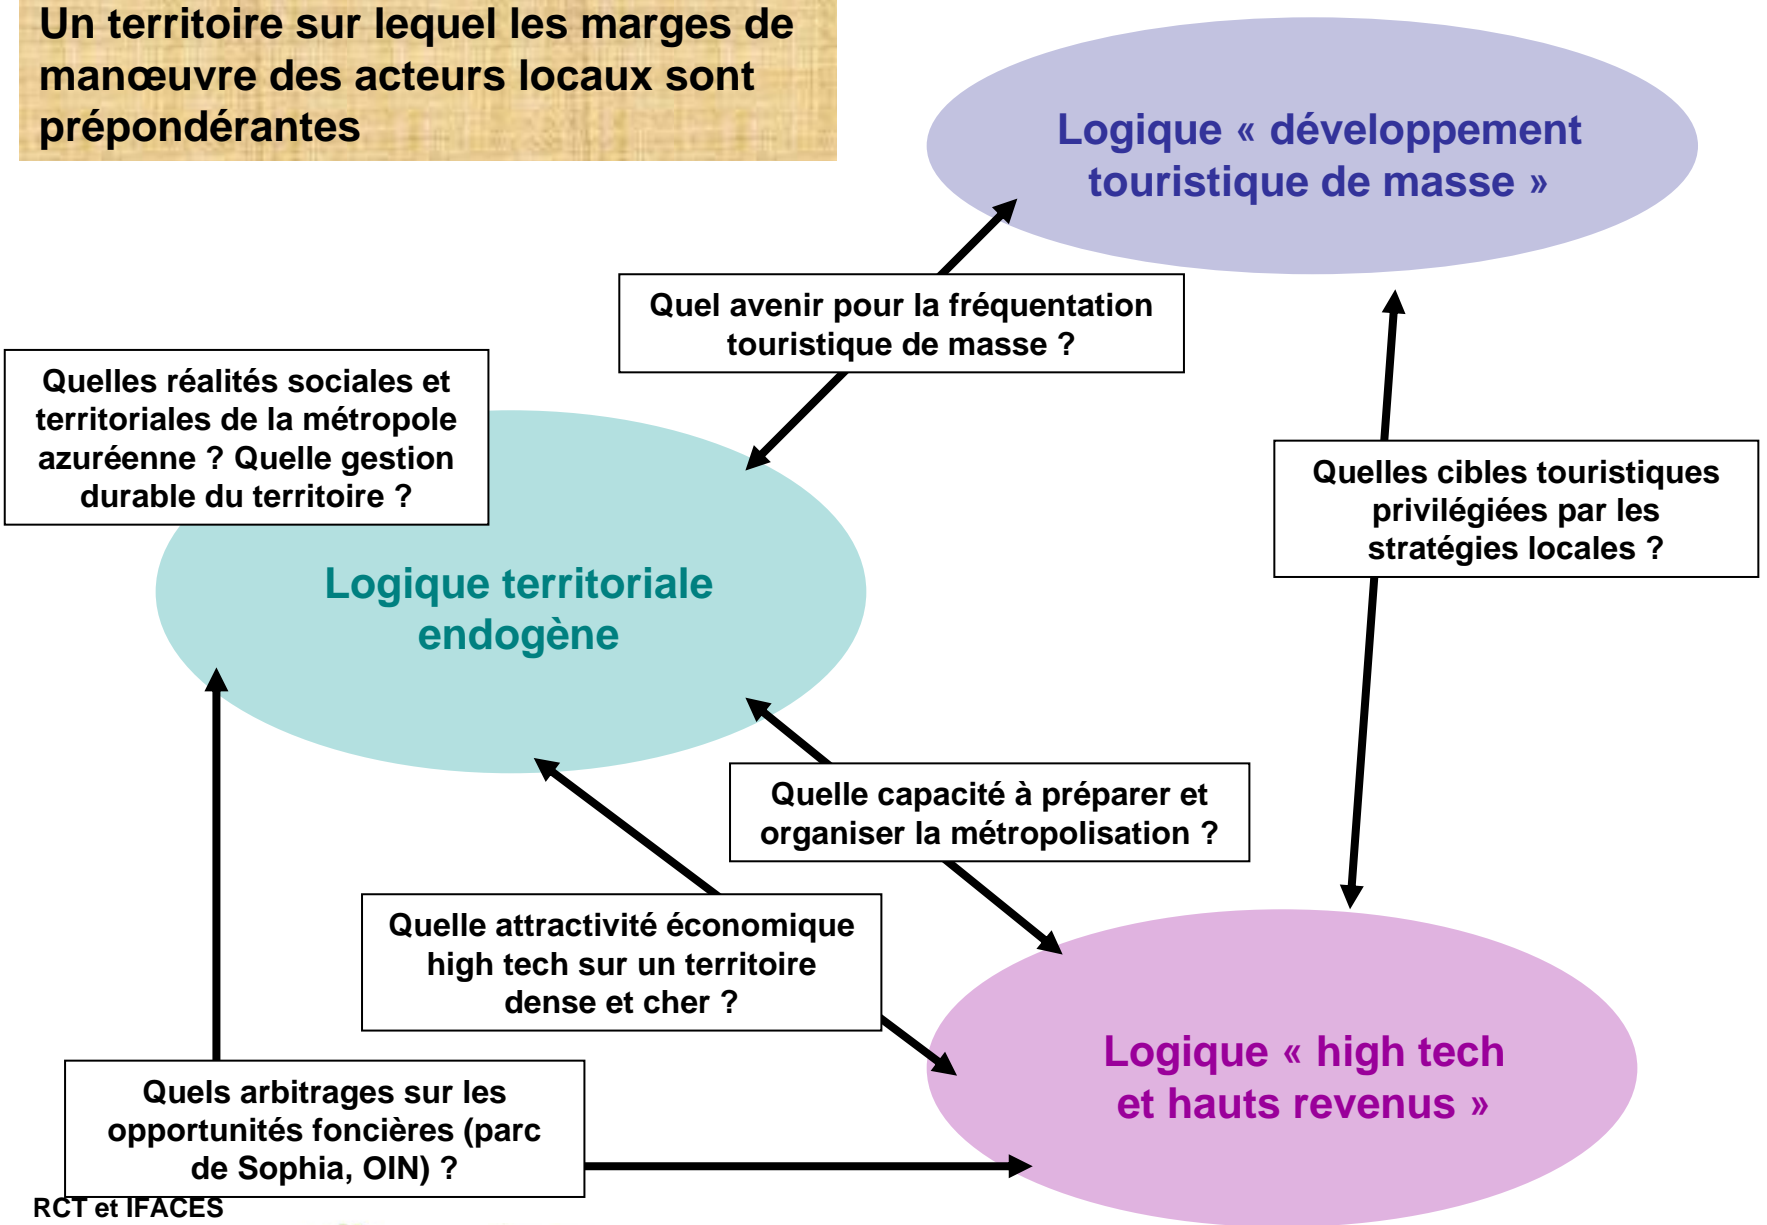 Un territoire sur lequel les marges de
manœuvre des acteurs locaux sont
prépondérantes
Logique « développement
touristique de masse »
Quel avenir pour la fréquentation
touristique de masse ?
Quelles réalités sociales et
territoriales de la métropole
azuréenne ? Quelle gestion
durable du territoire ?
Quelles cibles touristiques
privilégiées par les
stratégies locales ?
Logique territoriale
endogène
Quelle capacité à préparer et
organiser la métropolisation ?
Quelle attractivité économique
high tech sur un territoire
dense et cher ?
Logique « high tech
et hauts revenus »
Quels arbitrages sur les
opportunités foncières (parc
de Sophia, OIN) ?
RCT et IFACES